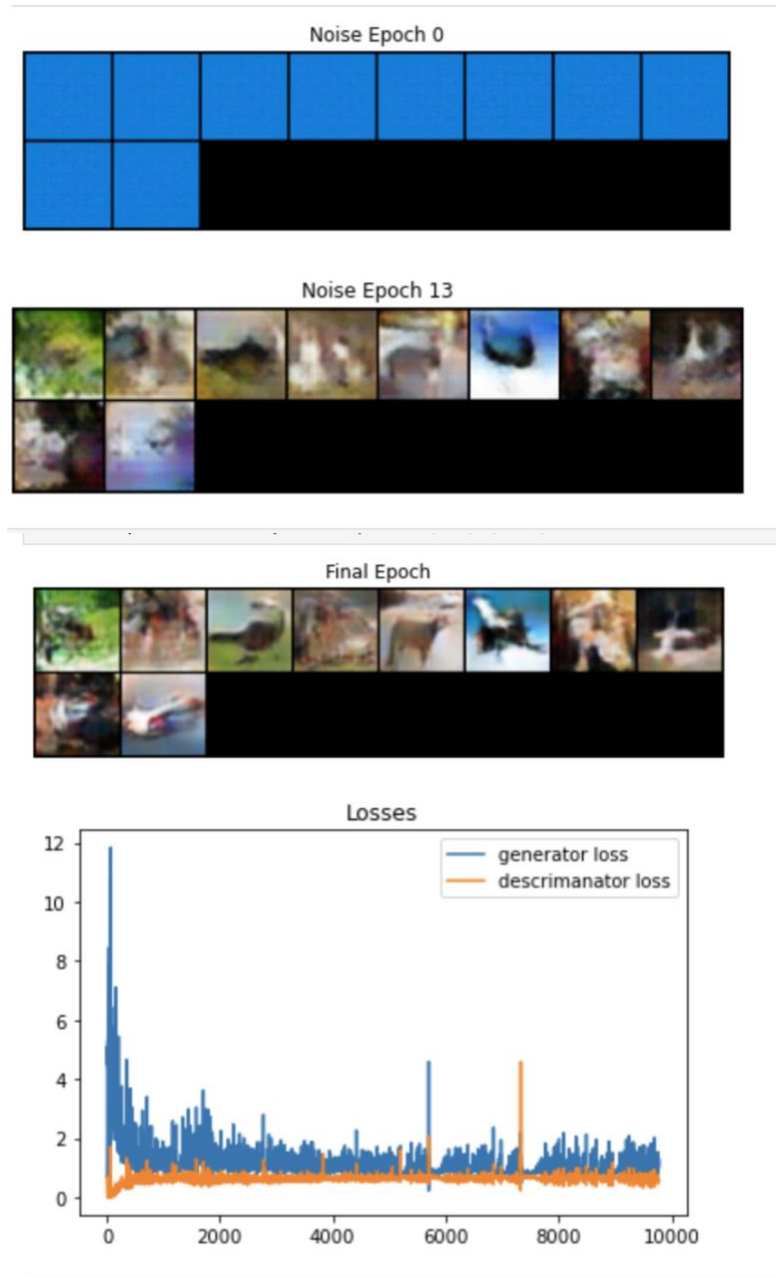 Noise Epoch 0
Noise Epoch 13
Final Epoch
Losses
12
10
8
6
4
2
0
generator loss
descrimanator loss
0 2000 4000 6000 8000 10000